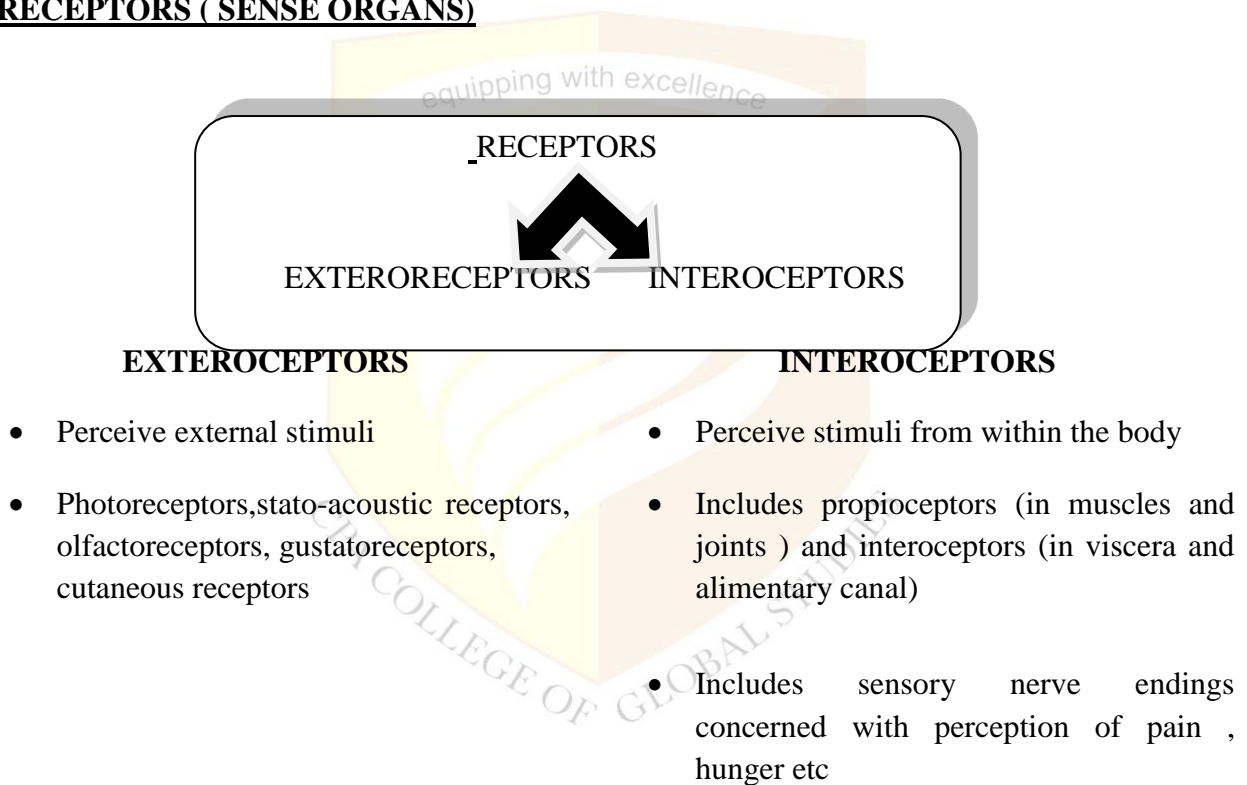 RECEPTORS ( SENSE ORGANS)
equipping with excellence
RECEPTORS
EXTERORECEPTORS INTEROCEPTORS
EXTEROCEPTORS
• Perceive external stimuli
• Photoreceptors,stato-acoustic receptors,
olfactoreceptors, gustatoreceptors,
cutaneous receptors
INTEROCEPTORS
• Perceive stimuli from within the body
• Includes propioceptors (in muscles and
joints ) and interoceptors (in viscera and
alimentary canal)
• Includes sensory nerve endings
concerned with perception of pain ,
hunger etc
COLLEGE OF GLOBAL STUDIES